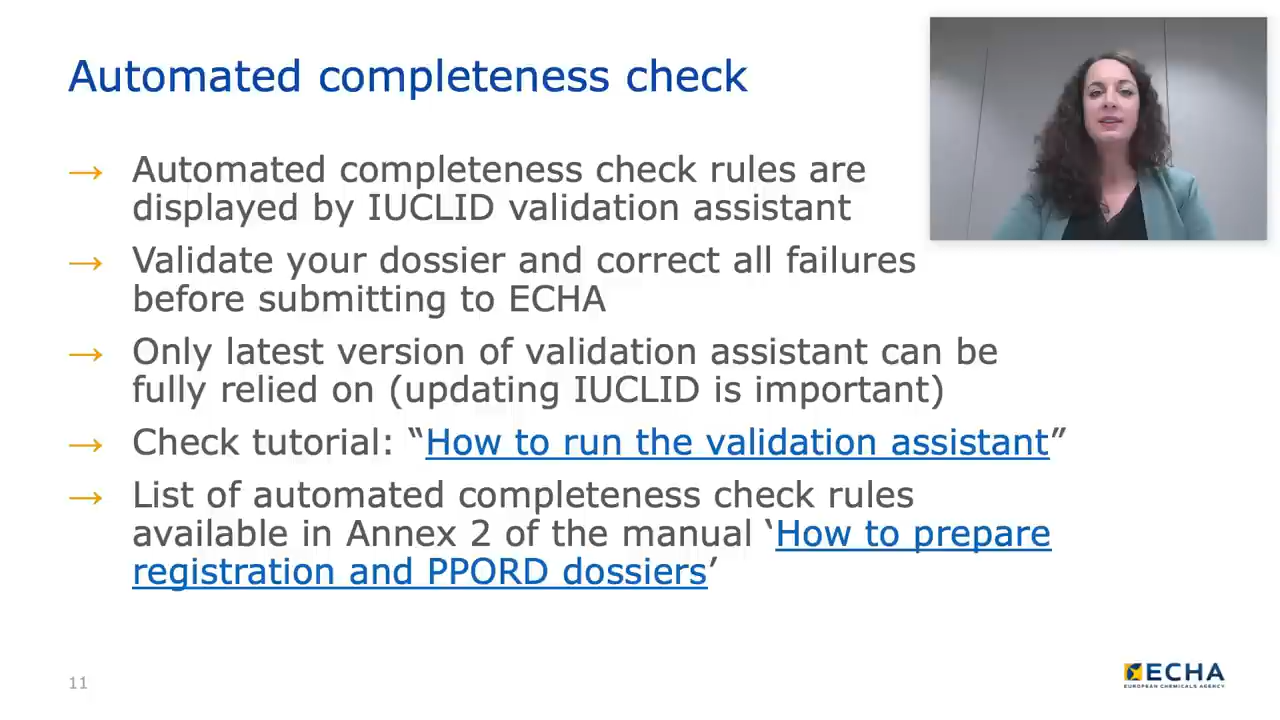 Automated completeness check
→ Automated completeness check rules are
displayed by IUCLID validation assistant
→ Validate your dossier and correct all failures
before submitting to ECHA
→ Only latest version of validation assistant can be
fully relied on (updating IUCLID is important)
→ Check tutorial: “How to run the validation assistant”
→ List of automated completeness check rules
available in Annex 2 of the manual ‘How to prepare
registration and PPORD dossiers’
11
ECHA
EUROPEAN CHEMICALS AGENCY